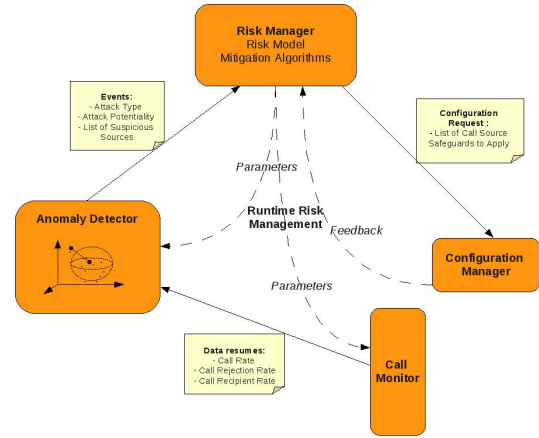 Risk Manager
Risk Model
Mitigation Algorithms
Events:
- Attack Type
- Attack Potentiality
- List of Suspicious
Sources
Configuration
Request :
- List of Call Source
Safeguards to Apply
Parameters
Anomaly Detector
Runtime Risk
Management
Feedback
Configuration
Manager
Parameters
Data resumes:
- Call Rate
- Call Rejection Rate
- Call Recipient Rate
Call
Monitor